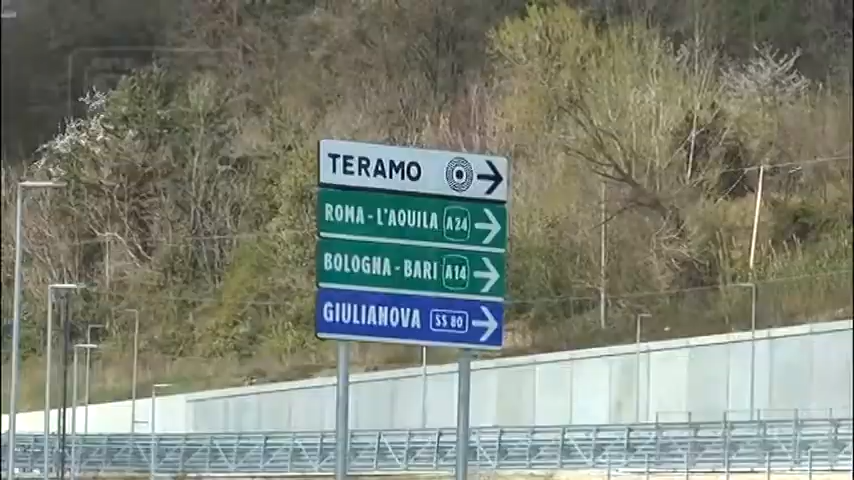 TERAMO
ROMA - L'AQUILA A24
BOLOGNA - BARI A14
GIULIANOVA SS 80